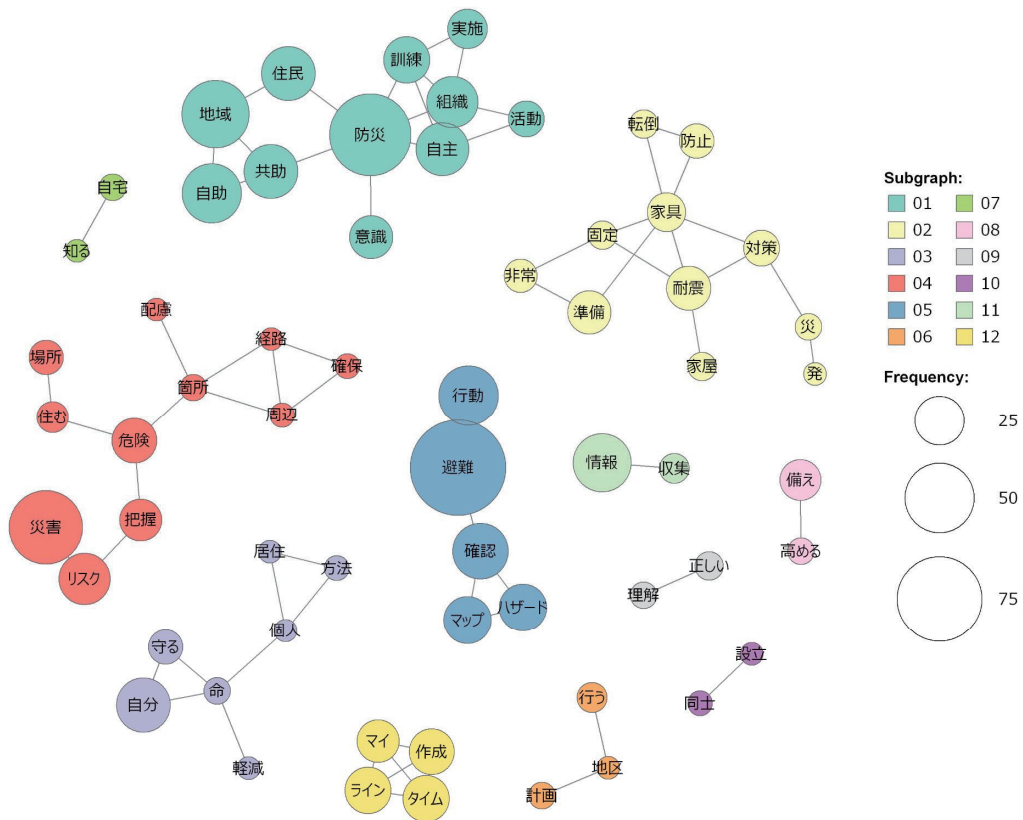 実施
訓練
住民
組織
地域
活動
防災
自主
共助
自助
自宅
意識
知る
転倒
防止
家具
固定
対策
非常
耐震
準備
災
家屋
発
Subgraph:
01
07
02
08
03
09
04
10
05
11
06
12
Frequency:
25
50
75
配慮
経路
場所
確保
箇所
住む
周辺
危険
把握
災害
リスク
行動
避難
確認
マップ
ハザード
情報
収集
備え
高める
正しい
理解
居住
方法
個人
守る
命
自分
軽減
設立
同士
行う
地区
計画
マイ
作成
ライン
タイム